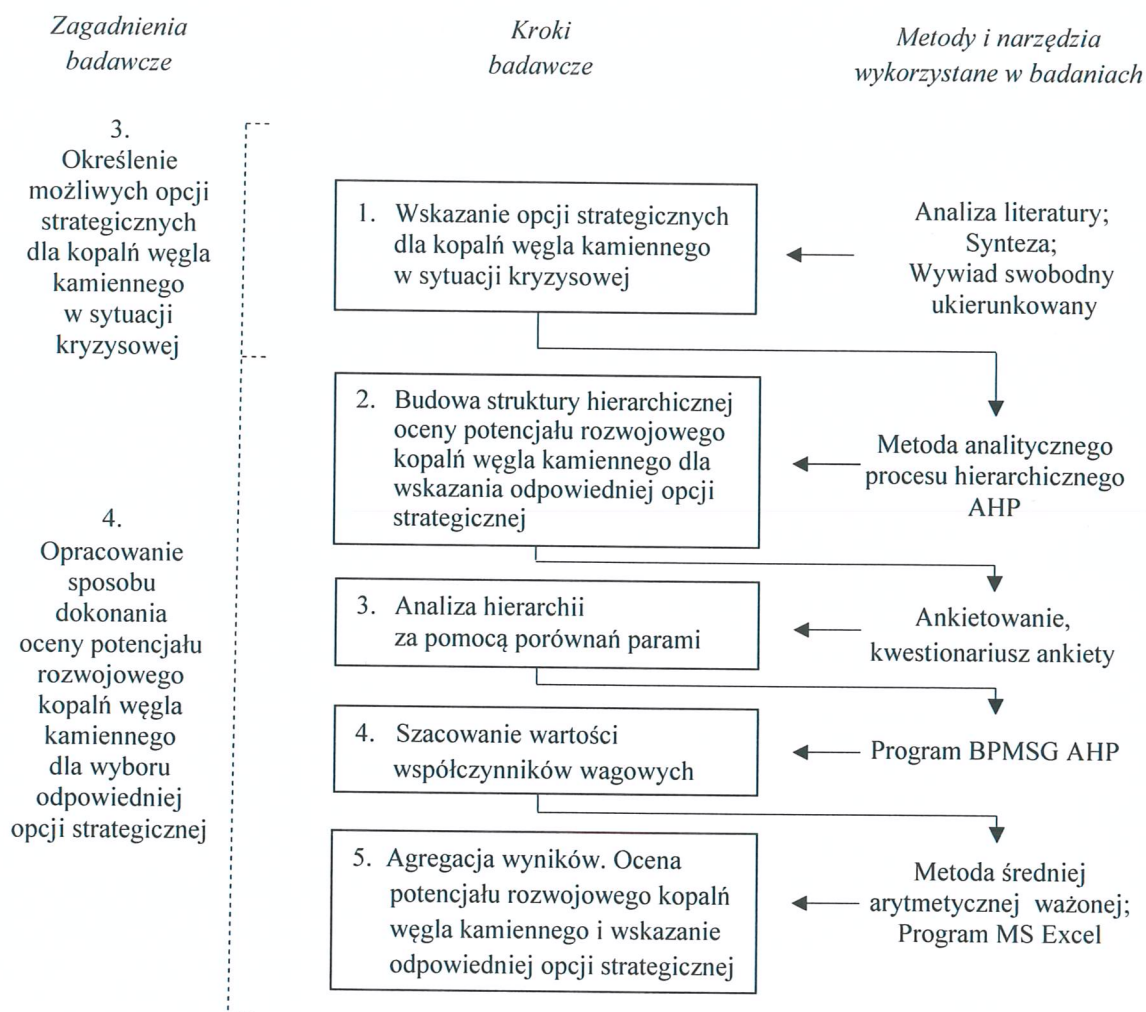 Zagadnienia
badawcze
Kroki
badawcze
Metody i narzędzia
wykorzystane w badaniach
3.
Określenie
możliwych opcji
strategicznych
dla kopalń węgla
kamiennego
w sytuacji
kryzysowej
1. Wskazanie opcji strategicznych
dla kopalń węgla kamiennego
w sytuacji kryzysowej
Analiza literatury;
Synteza;
Wywiad swobodny
ukierunkowany
4.
Opracowanie
sposobu
dokonania
oceny potencjału
rozwojowego
kopalń węgla
kamiennego
dla wyboru
odpowiedniej
opcji strategicznej
2. Budowa struktury hierarchicznej
oceny potencjału rozwojowego
kopalń węgla kamiennego dla
wskazania odpowiedniej opcji
strategicznej
Metoda analitycznego
procesu hierarchicznego
AHP
3. Analiza hierarchii
za pomocą porównań parami
Ankietowanie,
kwestionariusz ankiety
4. Szacowanie wartości
współczynników wagowych
Program BPMSG AHP
5. Agregacja wyników. Ocena
potencjału rozwojowego kopalń
węgla kamiennego i wskazanie
odpowiedniej opcji strategicznej
Metoda średniej
arytmetycznej ważonej;
Program MS Excel